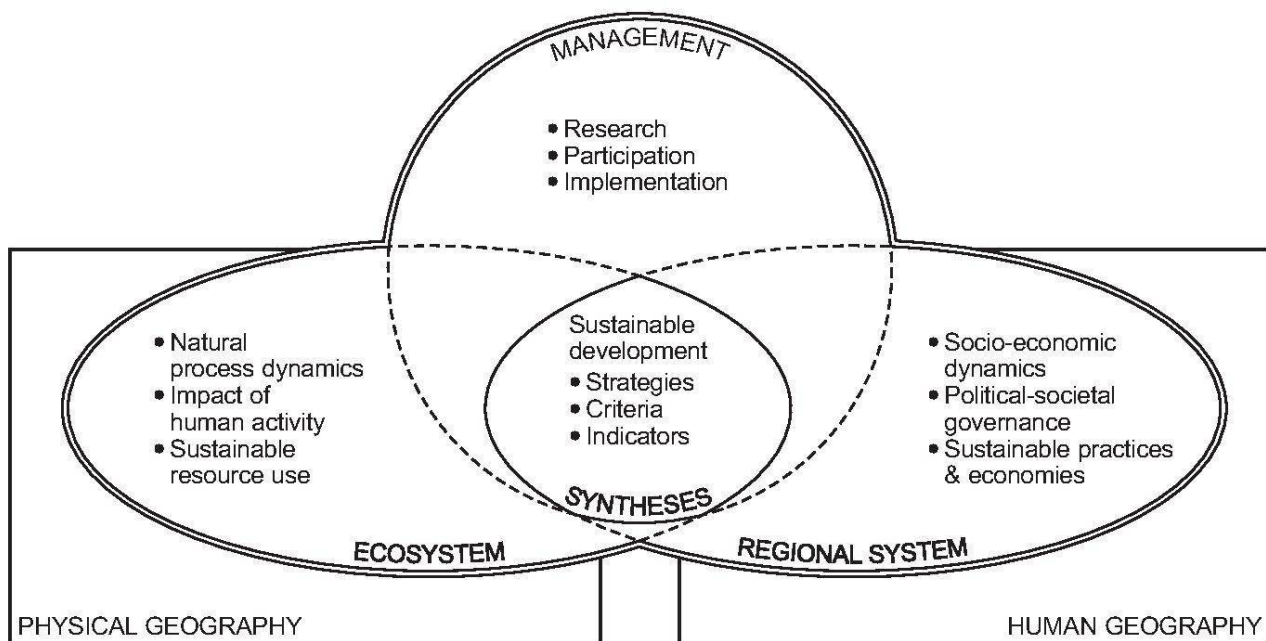 MANAGEMENT
• Research
• Participation
• Implementation
• Natural
process dynamics
• Impact of
human activity
• Sustainable
resource use
Sustainable
development
• Strategies
• Criteria
• Indicators
SYNTHESES
• Socio-economic
dynamics
• Political-societal
governance
• Sustainable practices
& economies
ECOSYSTEM
REGIONAL SYSTEM
PHYSICAL GEOGRAPHY
HUMAN GEOGRAPHY